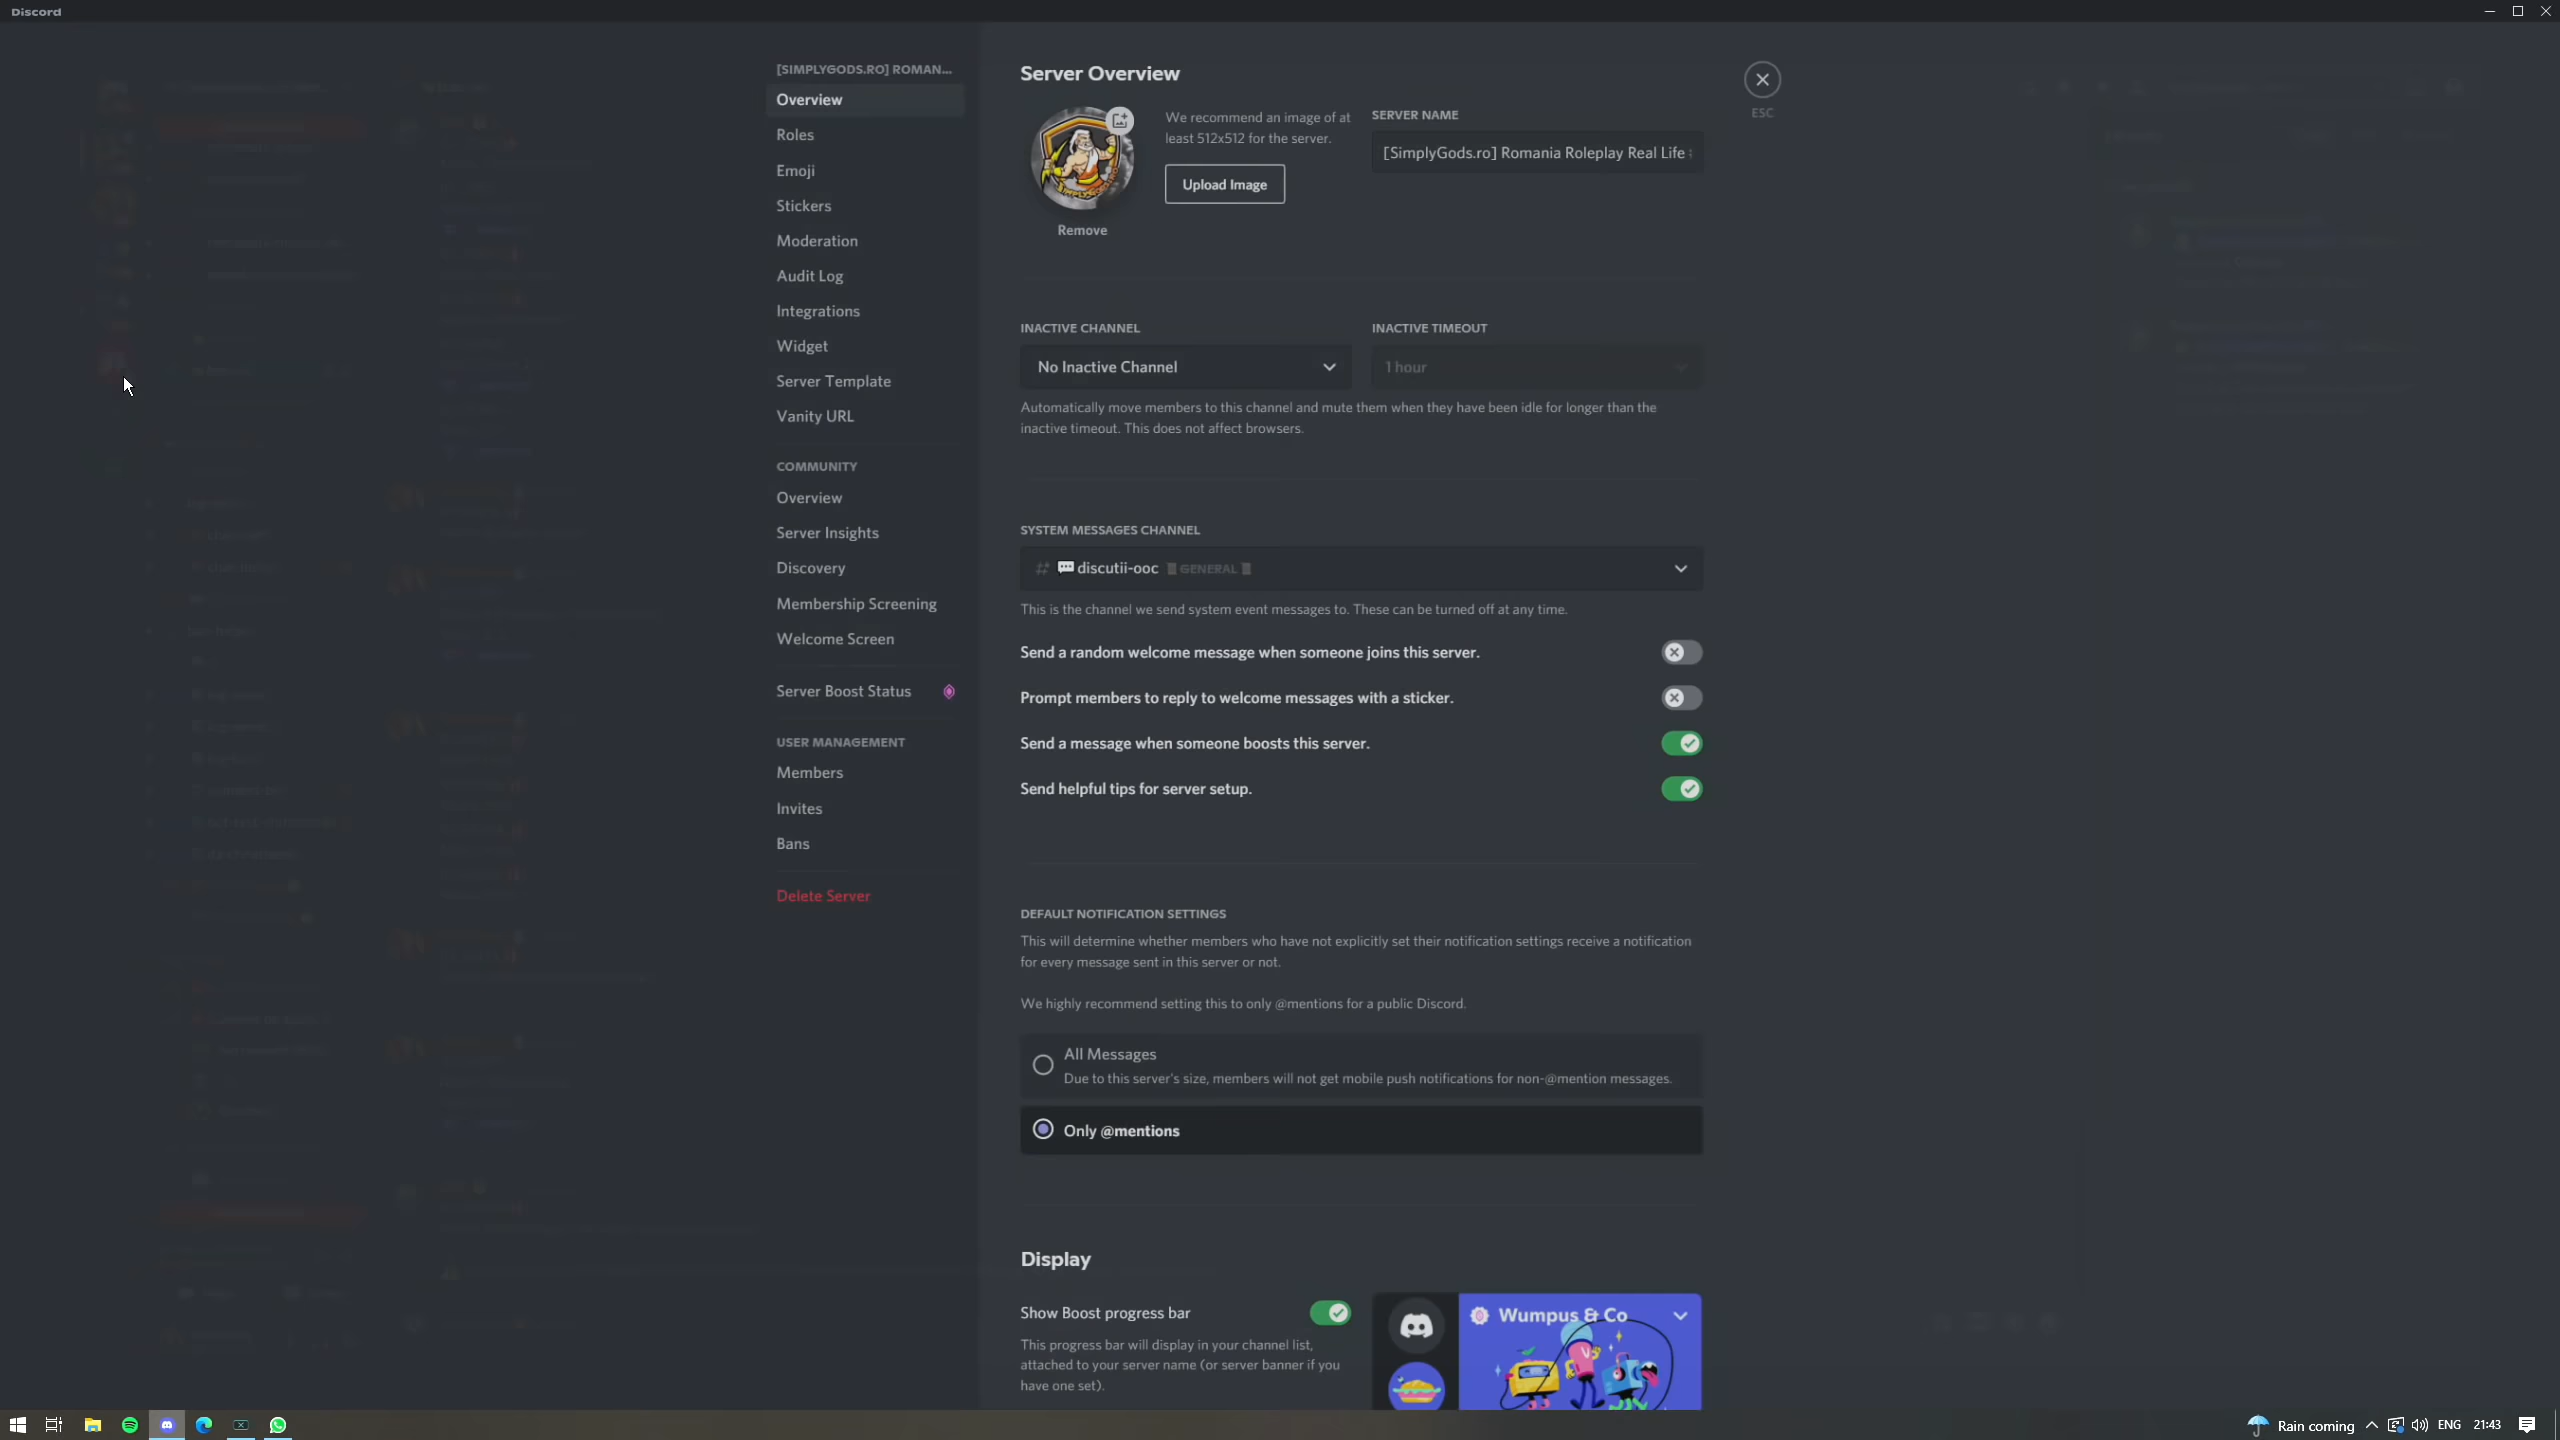 Discord
[SIMPLYGODS.RO] ROMAN...
Overview
Roles
Emoji
Stickers
Moderation
Audit Log
Integrations
Widget
Server Template
Vanity URL
COMMUNITY
Overview
Server Insights
Discovery
Membership Screening
Welcome Screen
Server Boost Status
USER MANAGEMENT
Members
Invites
Bans
Delete Server
Server Overview
We recommend an image of at
least 512x512 for the server.
Upload Image
Remove
SERVER NAME
[SimplyGods.ro] Romania Roleplay Real Life
ESC
INACTIVE CHANNEL
No Inactive Channel
INACTIVE TIMEOUT
1 hour
Automatically move members to this channel and mute them when they have been idle for longer than the
inactive timeout. This does not affect browsers.
SYSTEM MESSAGES CHANNEL
# 💬discutii-ooc GENERAL
This is the channel we send system event messages to. These can be turned off at any time.
Send a random welcome message when someone joins this server.
Prompt members to reply to welcome messages with a sticker.
Send a message when someone boosts this server.
Send helpful tips for server setup.
DEFAULT NOTIFICATION SETTINGS
This will determine whether members who have not explicitly set their notification settings receive a notification
for every message sent in this server or not.
We highly recommend setting this to only @mentions for a public Discord.
All Messages
Due to this server's size, members will not get mobile push notifications for non-@mention messages.
Only @mentions
Display
Show Boost progress bar
This progress bar will display in your channel list,
attached to your server name (or server banner if you
have one set).
Wumpus & Co
Rain coming
ENG
21:43